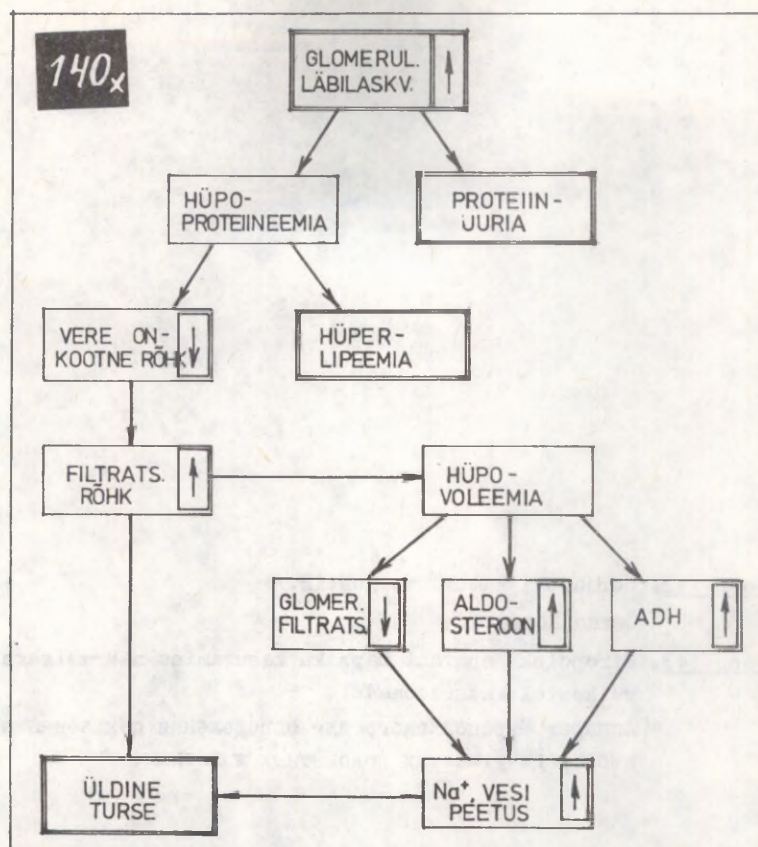 140x
GLOMERUL.
LÄBILASKV.
HÜPO-
PROTEIINEEMIA
PROTEIIN-
UURIA
VERE ON-
KOOTNE RÕHK
HÜPER-
LIPEEMIA
FILTRATS.
RÕHK
HÜPO-
VOLEEMIA
GLOMER.
FILTRATS.
ALDO-
STEROON
ADH
ÜLDINE
TURSE
Na⁺, VESI
PEETUS